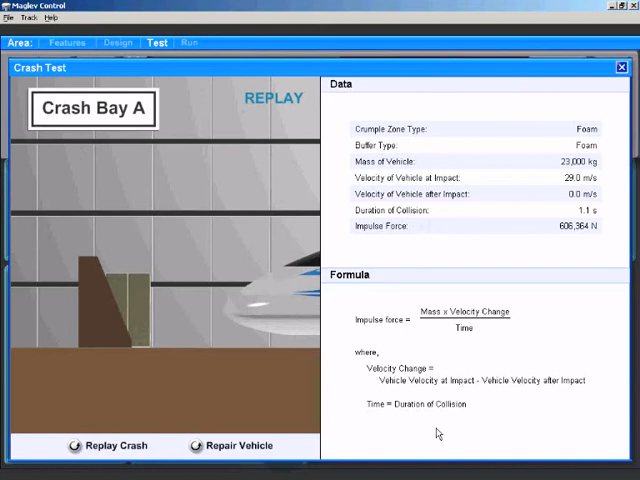 Maglev Control
File Track Help
Area: Features Design Test Run
Crash Test
Crash Bay A
REPLAY
Replay Crash Repair Vehicle
Data
Crumple Zone Type: Foam
Buffer Type: Foam
Mass of Vehicle: 23,000 kg
Velocity of Vehicle at Impact: 29.0 m/s
Velocity of Vehicle after Impact: 0.0 m/s
Duration of Collision: 1.1 s
Impulse Force: 606,364 N
Formula
Impulse force = Mass x Velocity Change
Time
where,
Velocity Change =
Vehicle Velocity at Impact - Vehicle Velocity after Impact
Time = Duration of Collision